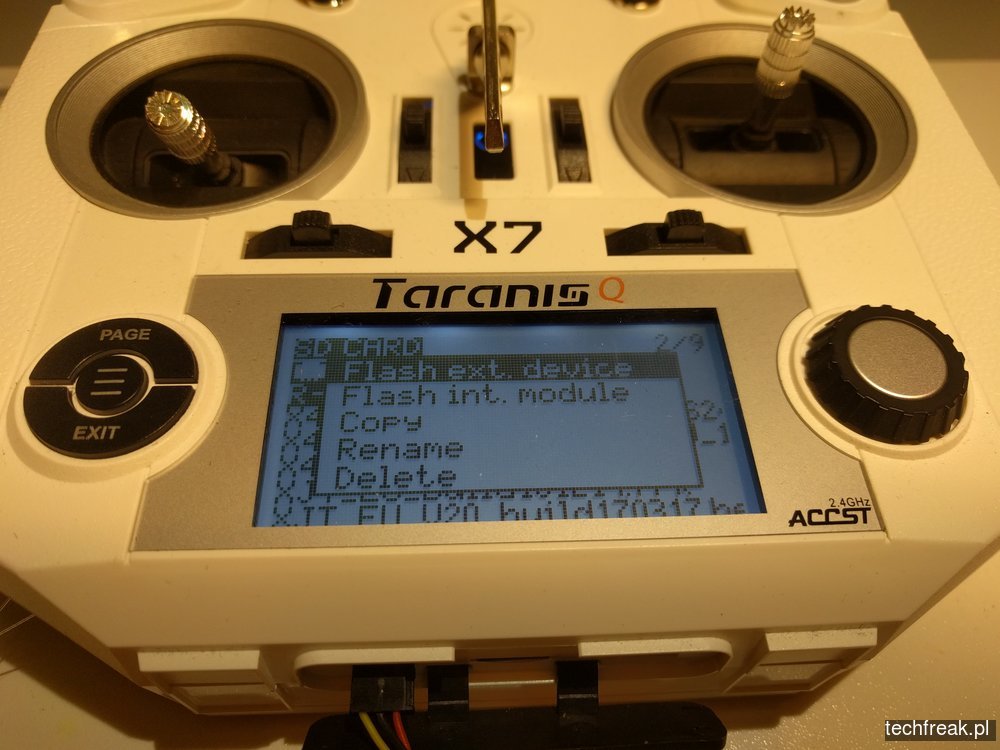 X7
Taranis Q
PAGE
EXIT
SD CARD 2/9
Flash ext. device
Flash int. module
Copy
Rename
Delete
2.4GHz
ACCST
techfreak.pl